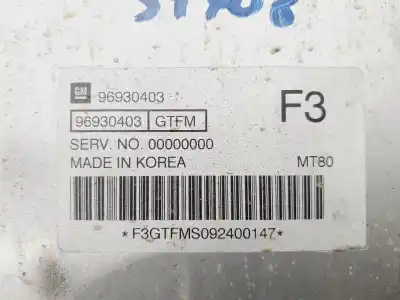 GM 96930403
96930403 GTFM
F3
SERV. NO. 00000000
MADE IN KOREA MT80
*F3GTFMS092400147*